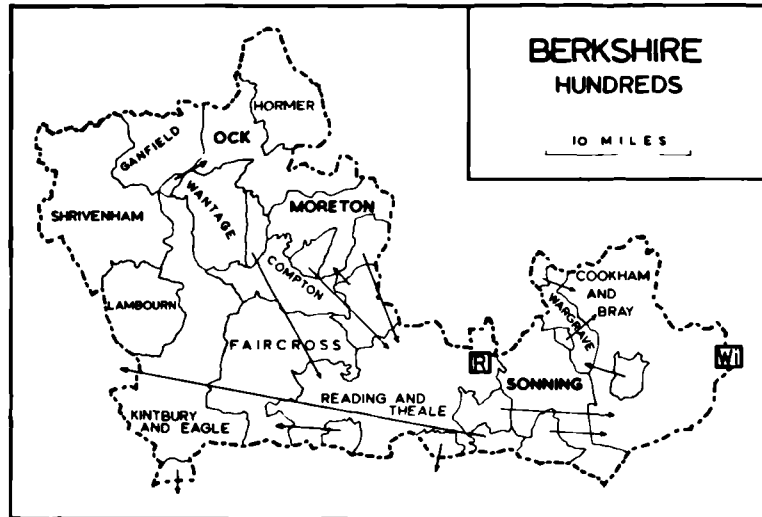 BERKSHIRE
HUNDREDS
10 MILES
HORMER
OCK
GANFIELD
WANTAGE
SHRIVENHAM
MORETON
COMPTON
LAMBOURN
COOKHAM
AND
BRAY
WARGRAVE
FAIRCROSS
R
Wi
SONNING
READING AND
THEALE
KINTBURY
AND EAGLE